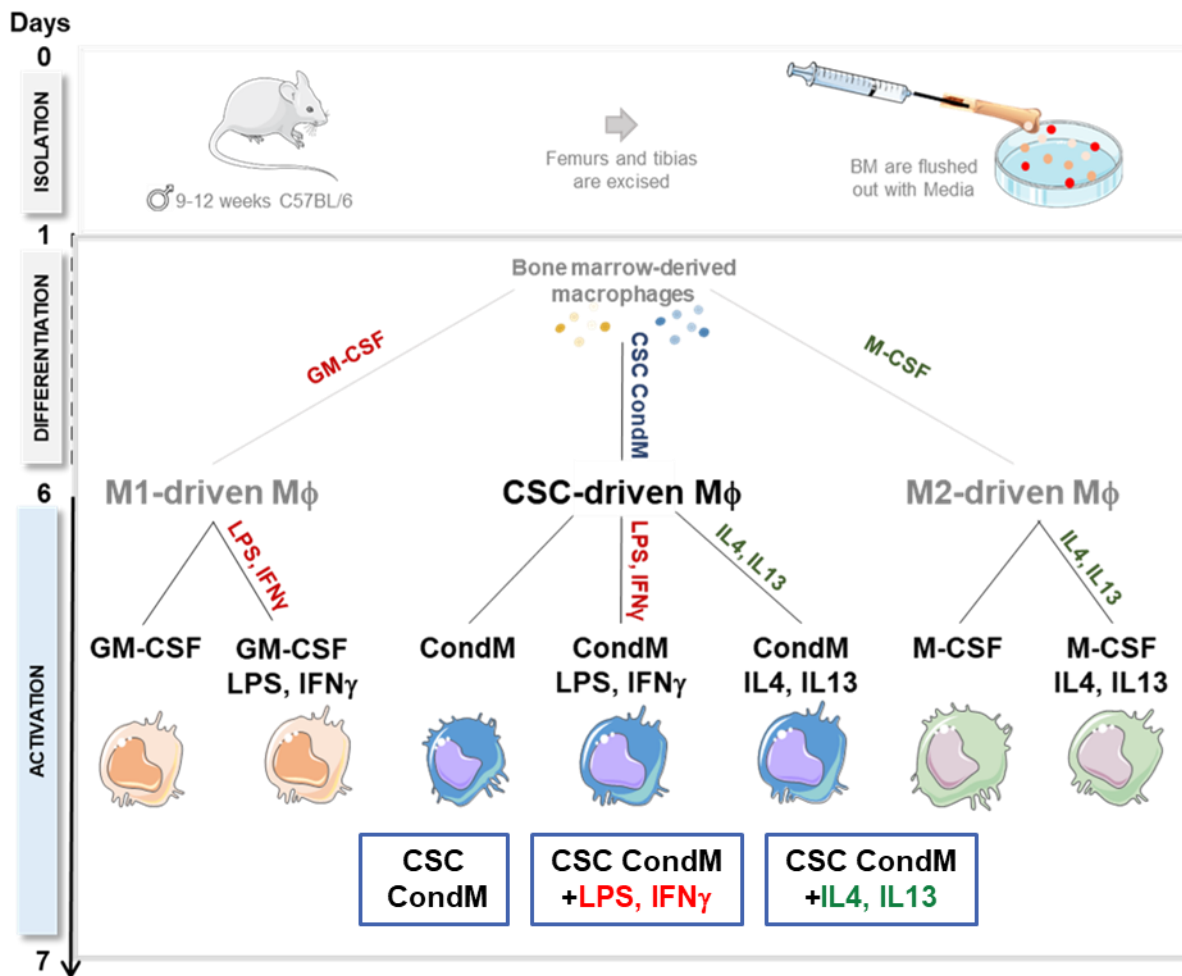 Days
0
ISOLATION
♂ 9-12 weeks C57BL/6
Femurs and tibias
are excised
BM are flushed
out with Media
1
DIFFERENTIATION
Bone marrow-derived
macrophages
GM-CSF
CSC CondM
M-CSF
6
M1-driven Mϕ
CSC-driven Mϕ
M2-driven Mϕ
ACTIVATION
LPS, IFNγ
LPS, IFNγ
IL4, IL13
IL4, IL13
GM-CSF
GM-CSF
LPS, IFNγ
CondM
CondM
LPS, IFNγ
CondM
IL4, IL13
M-CSF
M-CSF
IL4, IL13
CSC
CondM
CSC CondM
+LPS, IFNγ
CSC CondM
+IL4, IL13
7